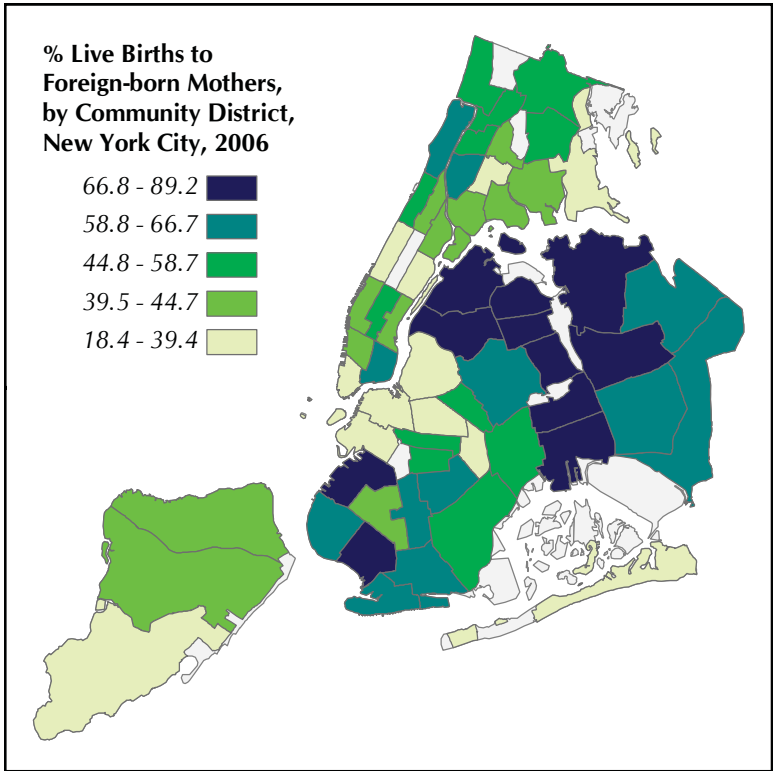 % Live Births to
Foreign-born Mothers,
by Community District,
New York City, 2006
66.8 - 89.2
58.8 - 66.7
44.8 - 58.7
39.5 - 44.7
18.4 - 39.4